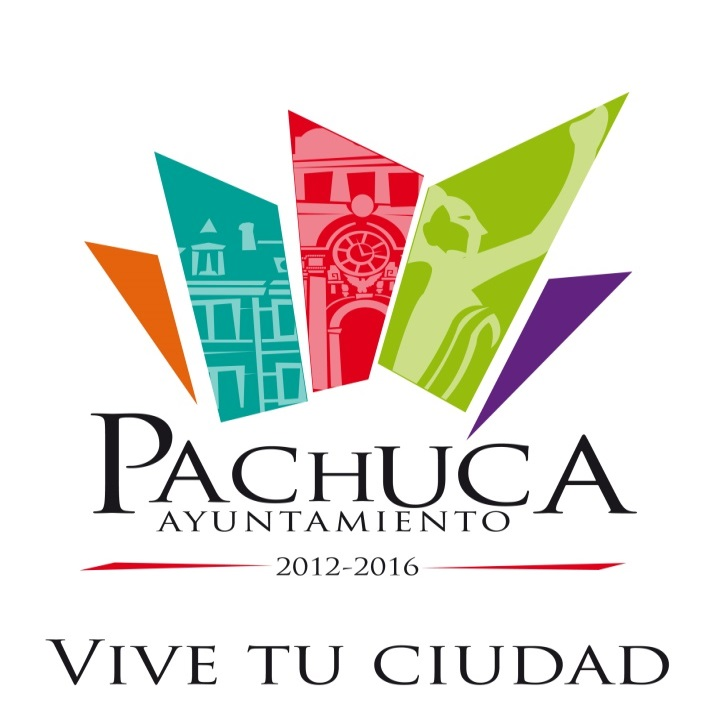 PACHUCA
AYUNTAMIENTO
2012-2016
VIVE TU CIUDAD